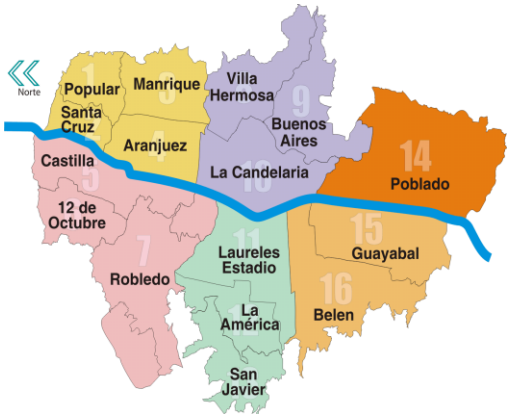 Norte
1
Popular
3
Manrique
Santa
Cruz
4
Aranjuez
Villa
Hermosa
9
Buenos
Aires
10
La Candelaria
14
Poblado
Castilla
5
12 de
Octubre
7
Robledo
11
Laureles
Estadio
La
América
San
Javier
15
Guayabal
16
Belen